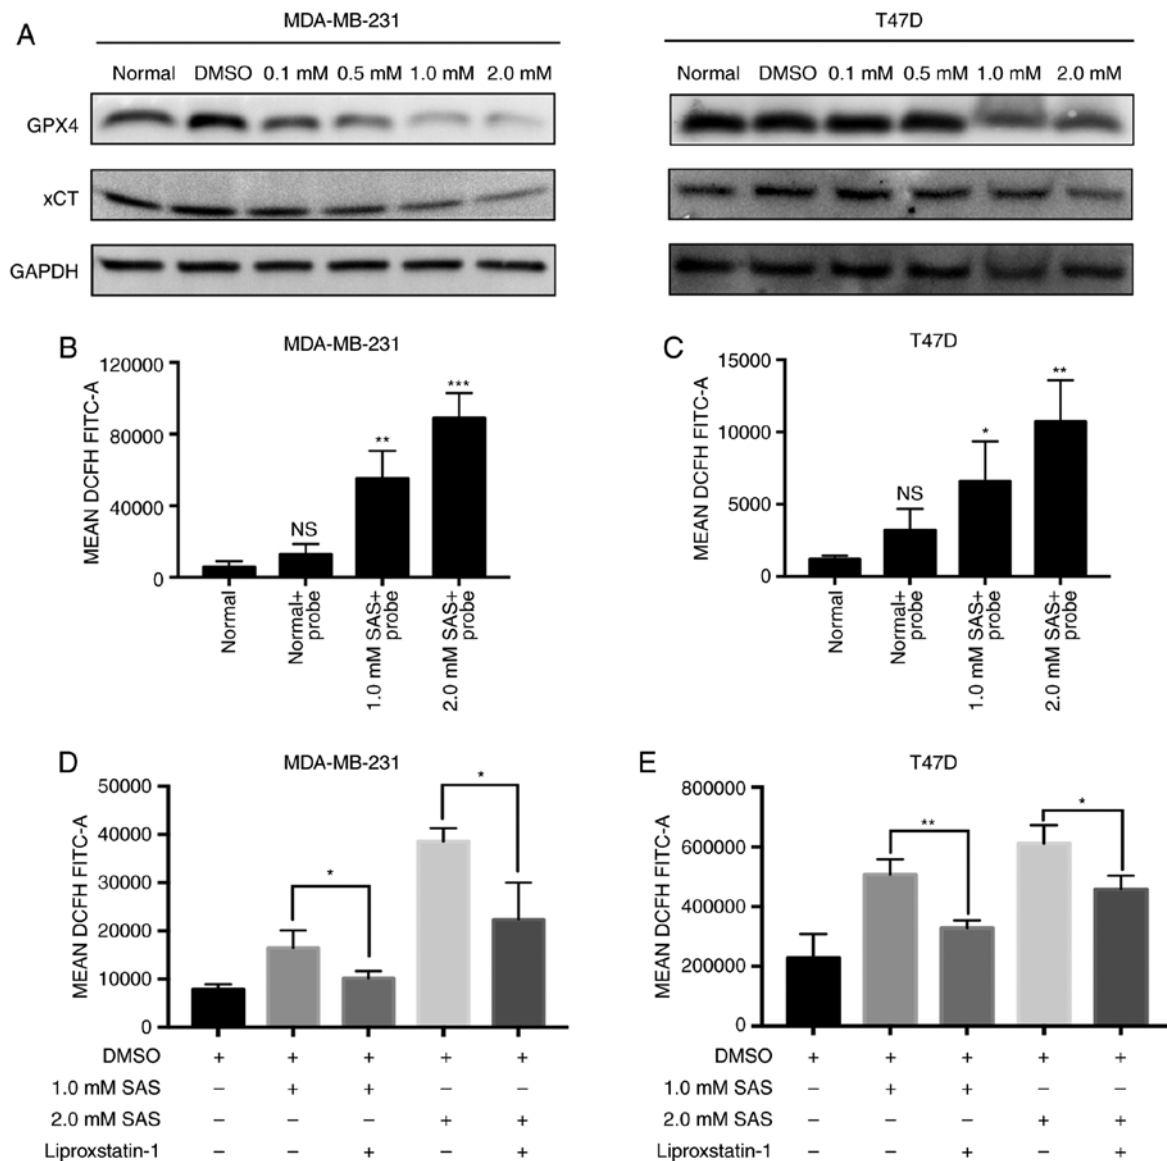 A
MDA-MB-231
T47D
Normal DMSO 0.1 mM 0.5 mM 1.0 mM 2.0 mM
Normal DMSO 0.1 mM 0.5 mM 1.0 mM 2.0 mM
GPX4
xCT
GAPDH
B
MDA-MB-231
MEAN DCFH FITC-A
120000
80000
40000
0
NS
**
***
Normal
Normal+
probe
1.0 mM SAS+
probe
2.0 mM SAS+
probe
C
T47D
MEAN DCFH FITC-A
15000
10000
5000
0
NS
*
**
Normal
Normal+
probe
1.0 mM SAS+
probe
2.0 mM SAS+
probe
D
MDA-MB-231
MEAN DCFH FITC-A
50000
40000
30000
20000
10000
0
*
*
DMSO + + + + +
1.0 mM SAS – + + – –
2.0 mM SAS – – – + +
Liproxstatin-1 – – + – +
E
T47D
MEAN DCFH FITC-A
800000
600000
400000
200000
0
**
*
DMSO + + + + +
1.0 mM SAS – + + – –
2.0 mM SAS – – – + +
Liproxstatin-1 – – + – +